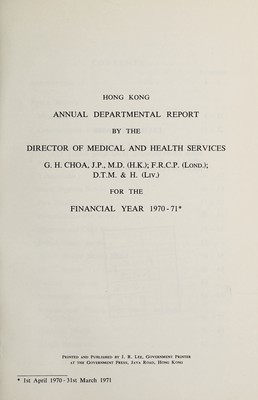 HONG KONG
ANNUAL DEPARTMENTAL REPORT
BY THE
DIRECTOR OF MEDICAL AND HEALTH SERVICES
G. H. CHOA, J.P., M.D. (H.K.); F.R.C.P. (LOND.);
D.T.M. & H. (LIV.)
FOR THE
FINANCIAL YEAR 1970-71*
PRINTED AND PUBLISHED BY J. R. LEE, GOVERNMENT PRINTER
AT THE GOVERNMENT PRESS, JAVA ROAD, HONG KONG
* 1st April 1970-31st March 1971